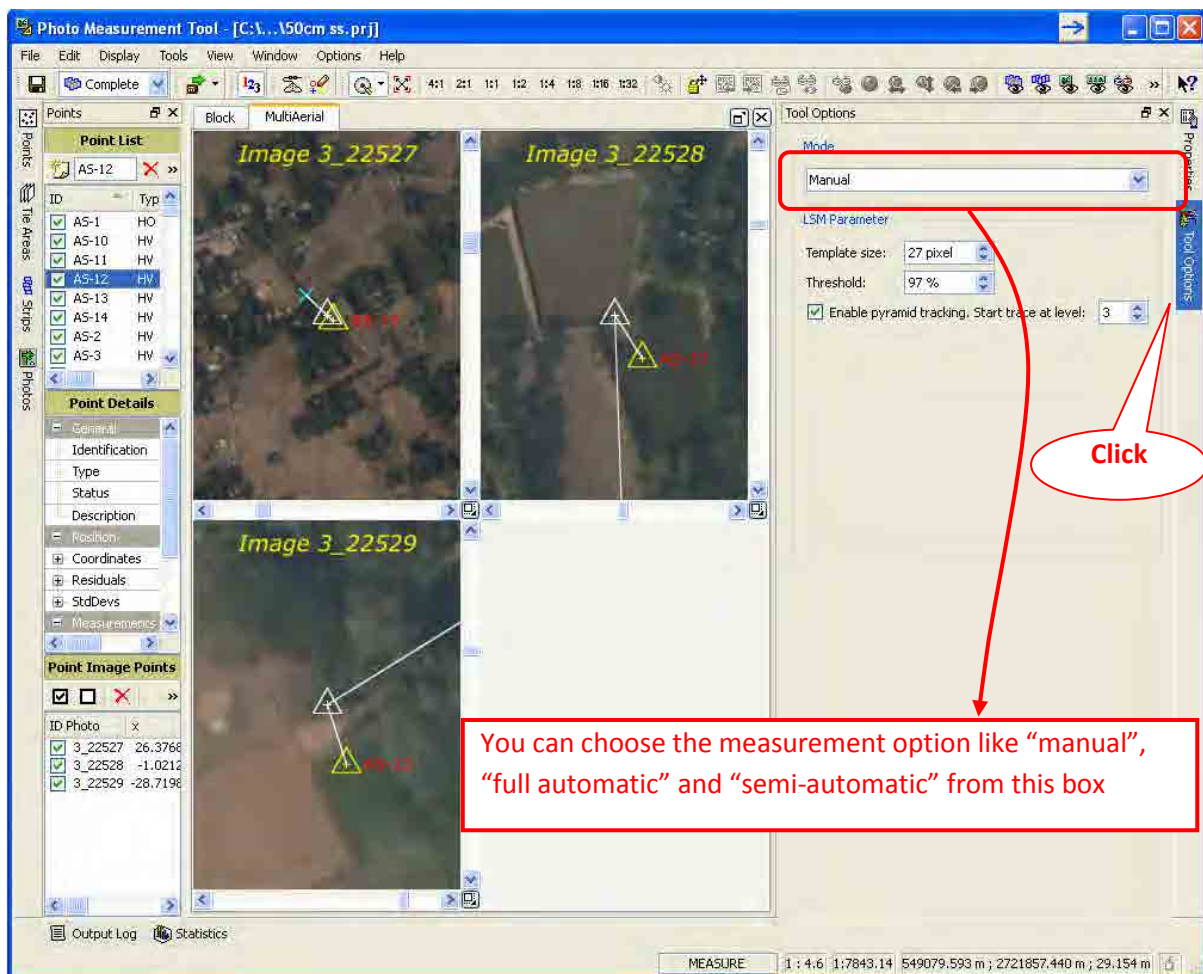 Photo Measurement Tool - [C:\...\50cm ss.prj]
File Edit Display Tools View Window Options Help
Complete 123 4:1 2:1 1:1 1:2 1:4 1:8 1:16 1:32 »
Points
Tie Areas
Strips
Photos
Points
Point List
AS-12 »
ID Typ
AS-1 HO
AS-10 HV
AS-11 HV
AS-12 HV
AS-13 HV
AS-14 HV
AS-2 HV
AS-3 HV
Point Details
General
Identification
Type
Status
Description
Position
Coordinates
Residuals
StdDevs
Measurements
Point Image Points
»
ID Photo x
3_22527 26.3768
3_22528 -1.0212
3_22529 -28.7198
Block MultiAerial
Image 3_22527
Image 3_22528
AS-12
Image 3_22529
AS-12
Tool Options
Mode
Manual
LSM Parameter
Template size: 27 pixel
Threshold: 97 %
Enable pyramid tracking. Start trace at level: 3
Properties
Tool Options
Click
You can choose the measurement option like “manual”,
“full automatic” and “semi-automatic” from this box
Output Log Statistics
MEASURE 1 : 4.6 1:7843.14 549079.593 m ; 2721857.440 m ; 29.154 m